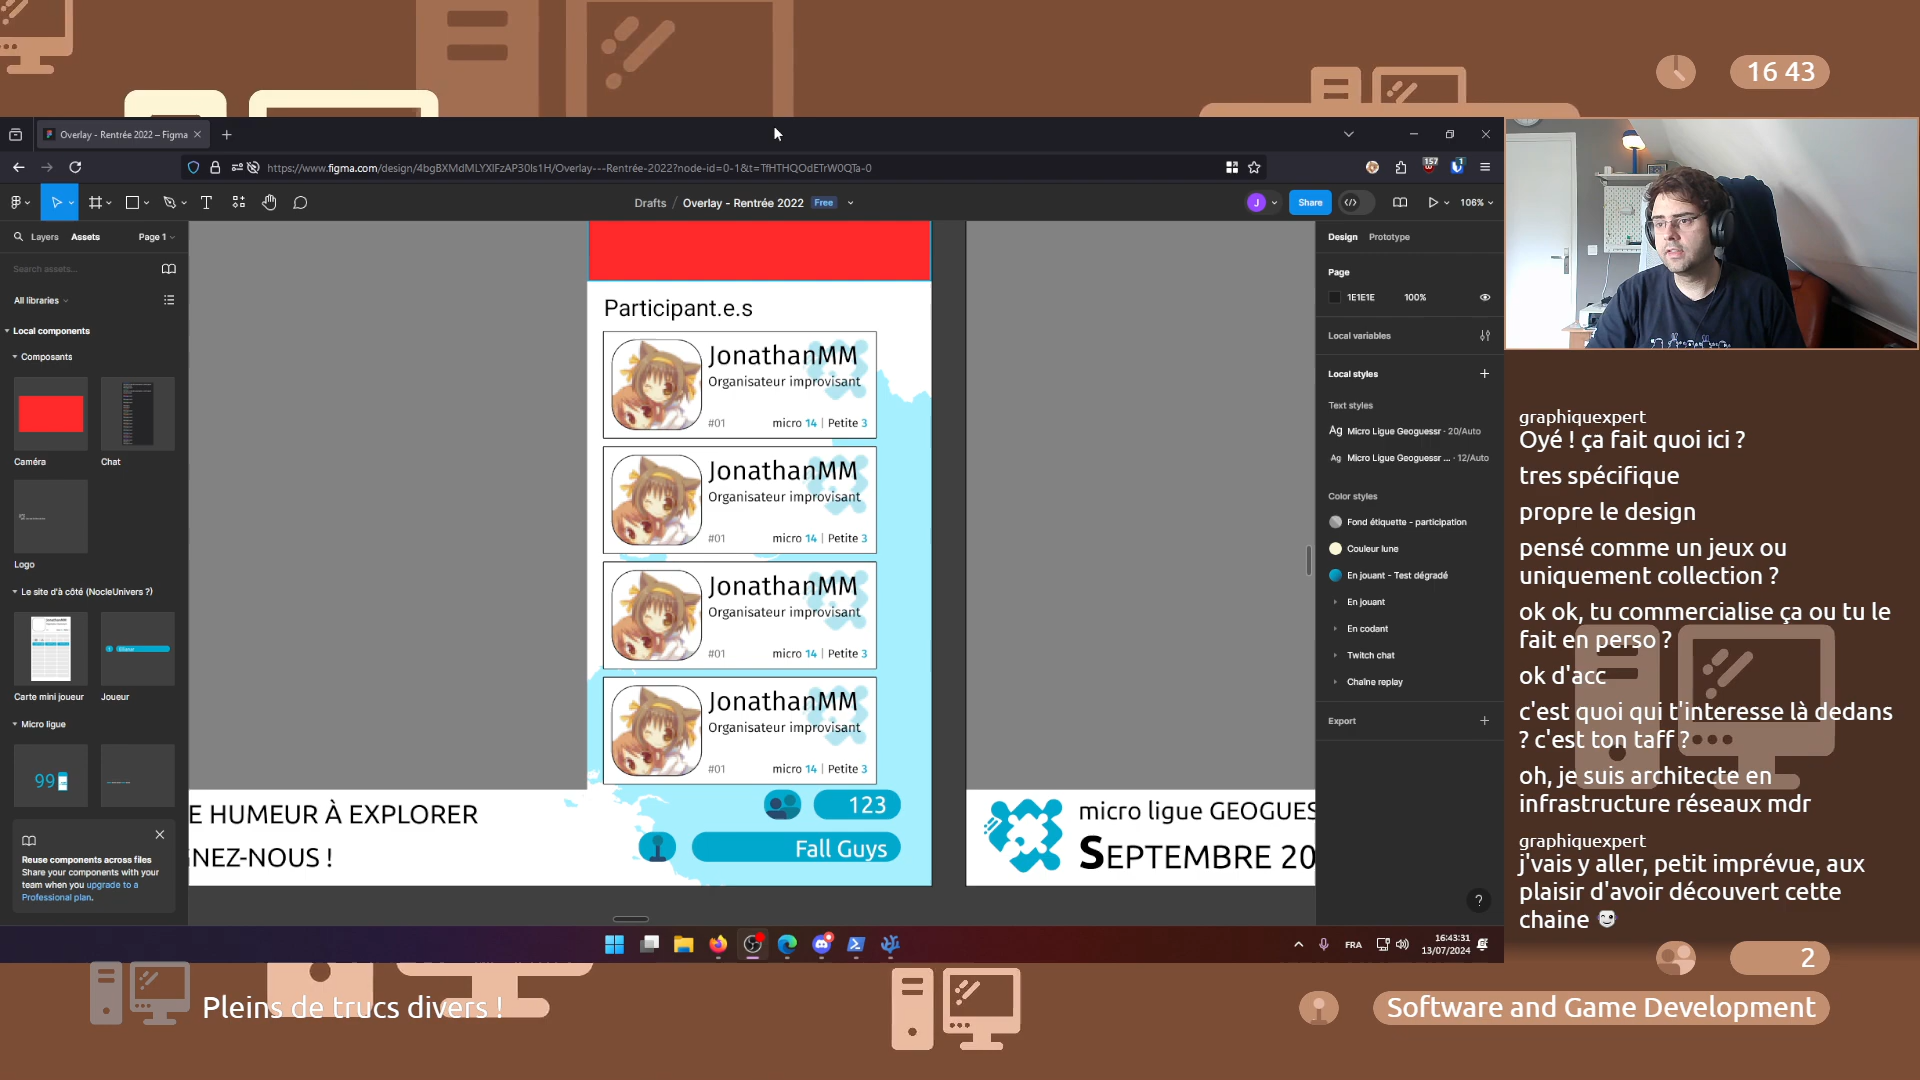 16 43
Overlay - Rentrée 2022 – Figma
https://www.figma.com/design/4bgBXMdMLYXlFzAP30Is1H/Overlay---Rentrée-2022?node-id=0-1&t=TfHTHQOdETrW0QTa-0
157
1
Drafts / Overlay - Rentrée 2022 Free
J
Share
106%
Layers
Assets
Page 1
Search assets...
All libraries
Local components
Composants
Caméra
Chat
Logo
Le site d'à côté (NocleUnivers ?)
Carte mini joueur
Joueur
Micro ligue
99
Reuse components across files
Share your components with your
team when you upgrade to a
Professional plan.
Participant.e.s
JonathanMM
Organisateur improvisant
#01 micro 14 | Petite 3
JonathanMM
Organisateur improvisant
#01 micro 14 | Petite 3
JonathanMM
Organisateur improvisant
#01 micro 14 | Petite 3
JonathanMM
Organisateur improvisant
#01 micro 14 | Petite 3
123
Fall Guys
E HUMEUR À EXPLORER
GNEZ-NOUS !
micro ligue GEOGUES
SEPTEMBRE 20
Design
Prototype
Page
1E1E1E 100%
Local variables
Local styles
Text styles
Ag Micro Ligue Geoguessr · 20/Auto
Ag Micro Ligue Geoguessr ... · 12/Auto
Color styles
Fond étiquette - participation
Couleur lune
En jouant - Test dégradé
En jouant
En codant
Twitch chat
Chaîne replay
Export
?
FRA
16:43:31
13/07/2024
graphiquexpert
Oyé ! ça fait quoi ici ?
tres spécifique
propre le design
pensé comme un jeux ou
uniquement collection ?
ok ok, tu commercialise ça ou tu le
fait en perso ?
ok d'acc
c'est quoi qui t'interesse là dedans
? c'est ton taff ?
oh, je suis architecte en
infrastructure réseaux mdr
graphiquexpert
j'vais y aller, petit imprévue, aux
plaisir d'avoir découvert cette
chaine
2
Pleins de trucs divers !
Software and Game Development